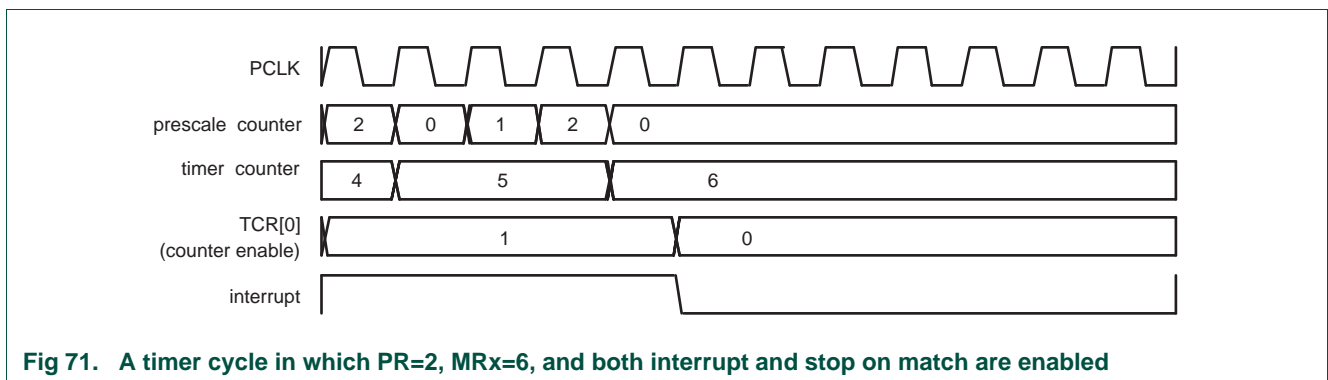 PCLK
prescale counter 2 0 1 2 0
timer counter 4 5 6
TCR[0]
(counter enable) 1 0
interrupt
Fig 71. A timer cycle in which PR=2, MRx=6, and both interrupt and stop on match are enabled